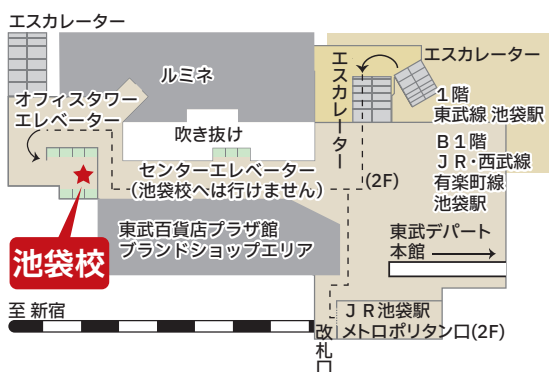 エスカレーター
ルミネ
エスカレーター
エスカレーター
オフィスタワー
エレベーター
吹き抜け
1階
東武線 池袋駅
B1階
JR・西武線
有楽町線
池袋駅
センターエレベーター
（池袋校へは行けません）
(2F)
東武百貨店プラザ館
ブランドショップエリア
東武デパート
本館
池袋校
至 新宿
JR池袋駅
メトロポリタン口(2F)
改札口